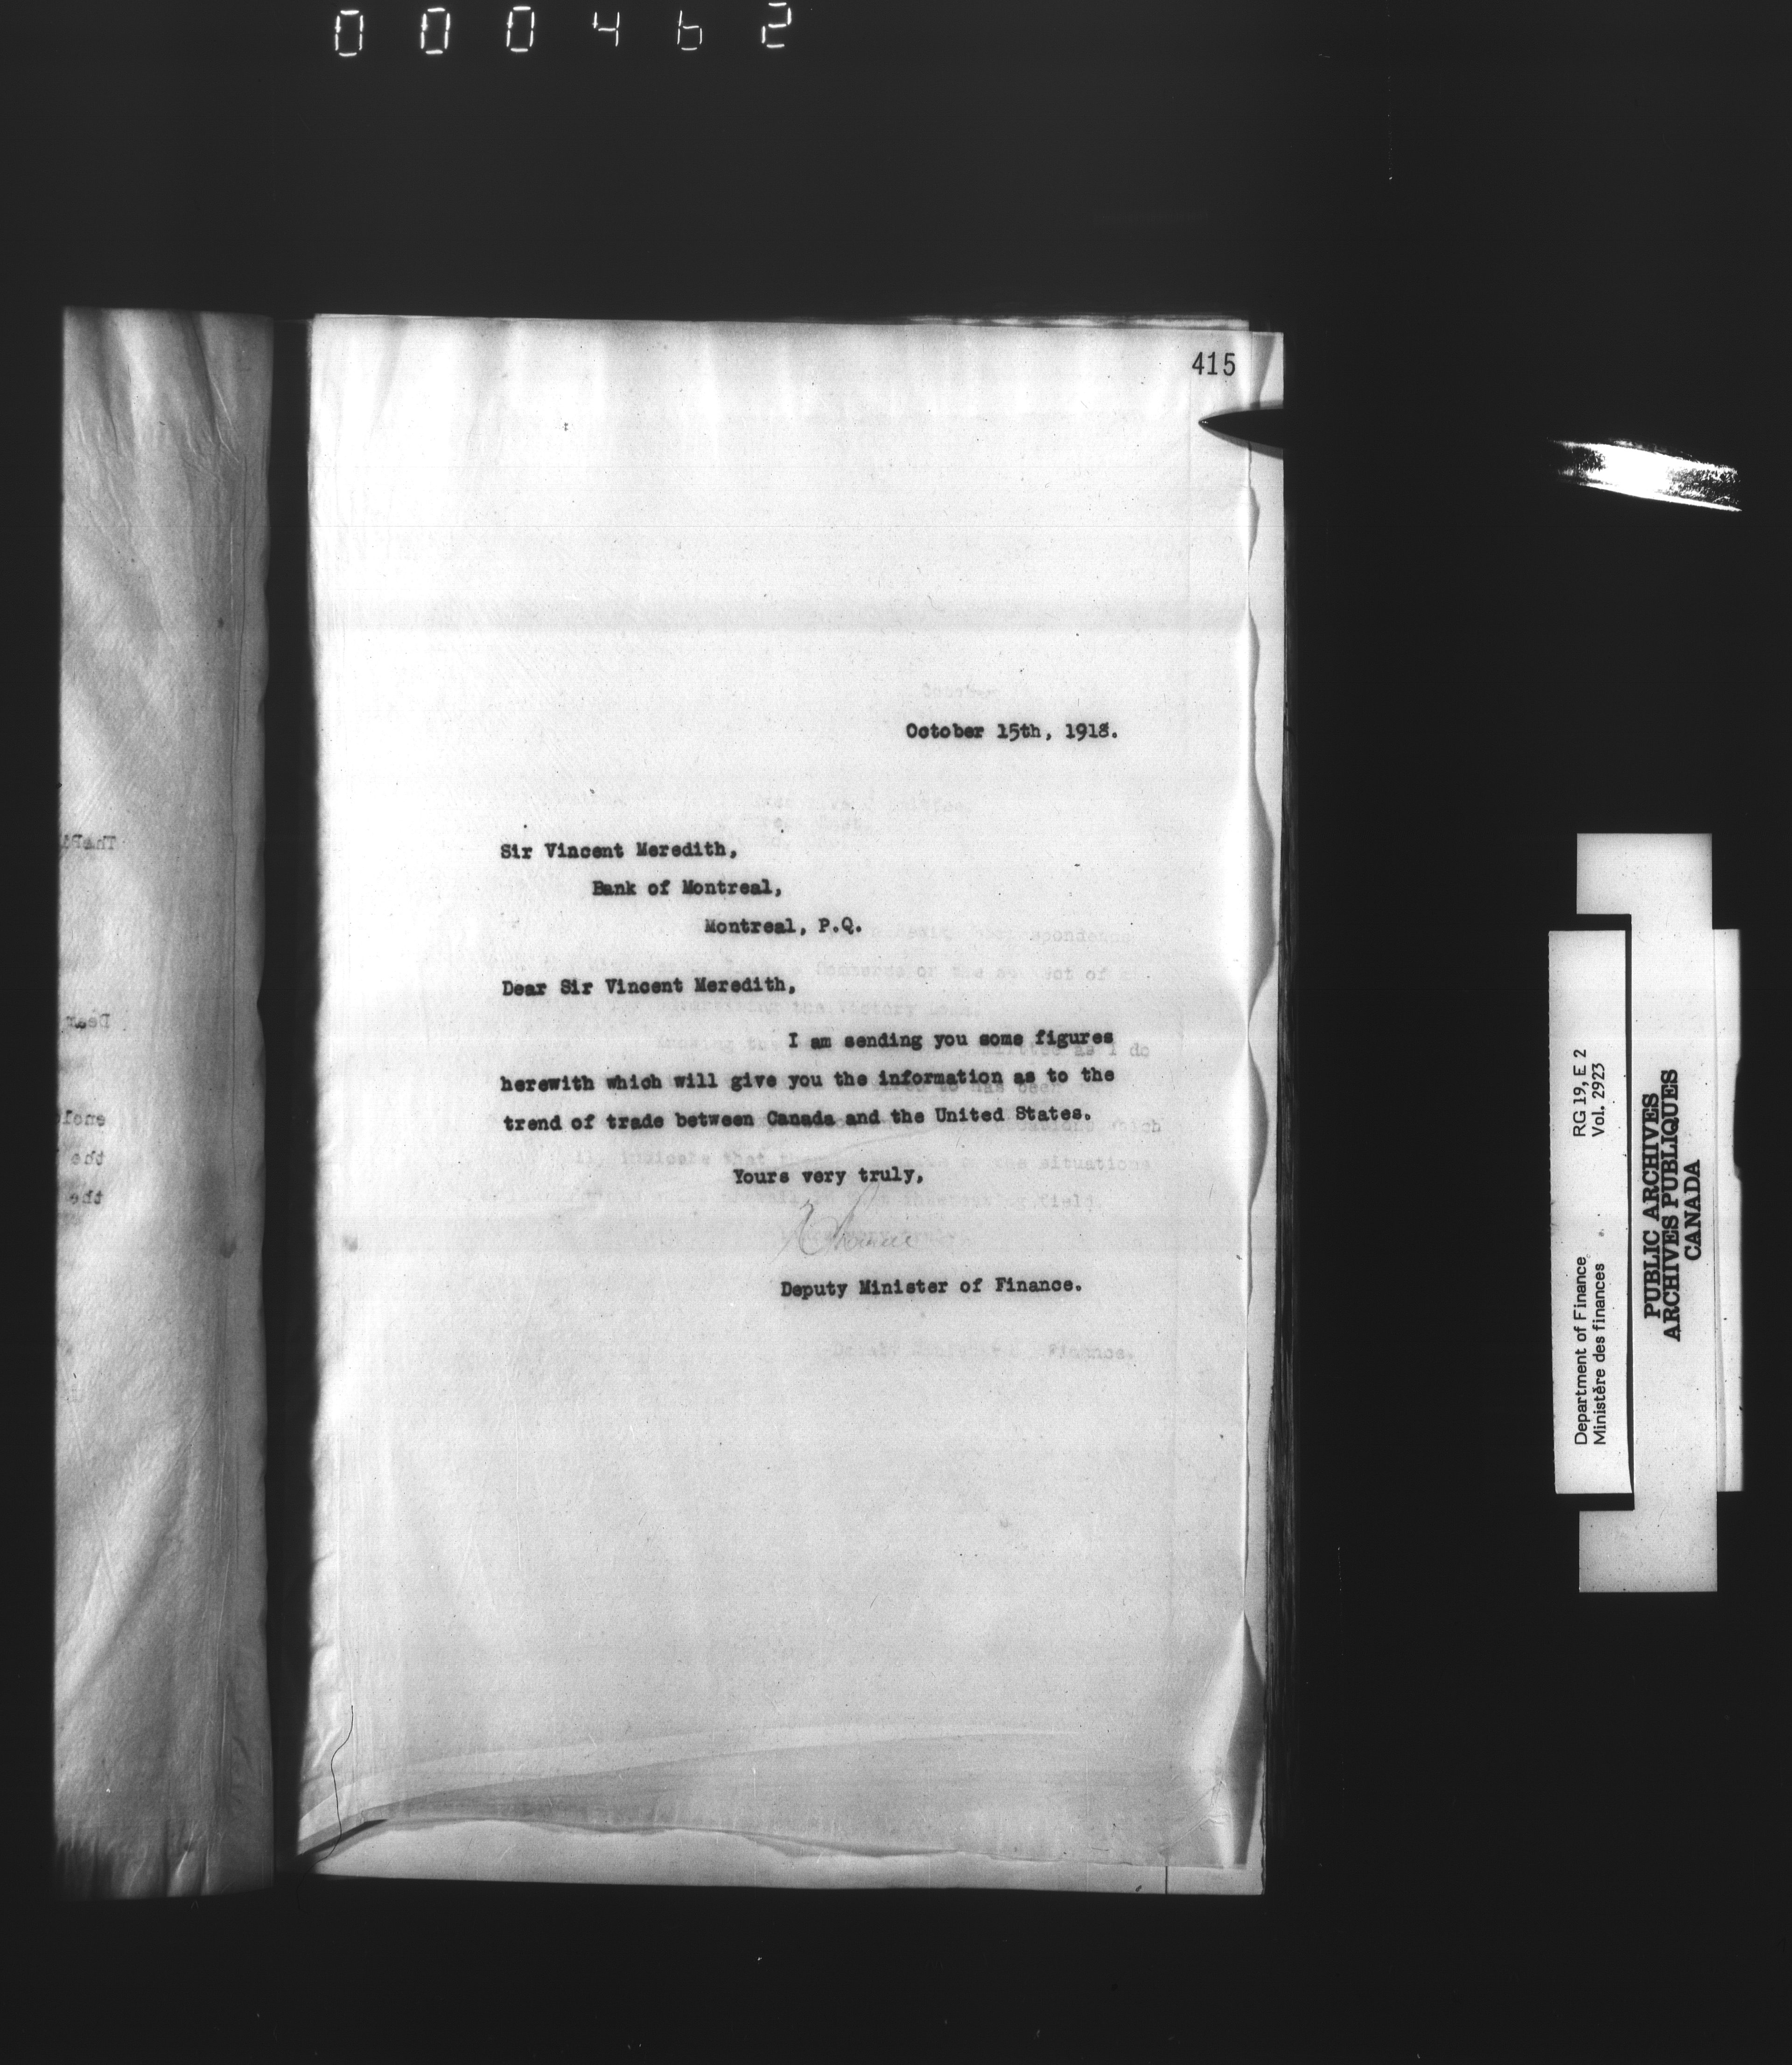 000462
415
October 15th, 1918.
Sir Vincent Meredith,
Bank of Montreal,
Montreal, P.Q.
Dear Sir Vincent Meredith,
I am sending you some figures
herewith which will give you the information as to the
trend of trade between Canada and the United States.
Yours very truly,
Deputy Minister of Finance.
Department of Finance RG 19, E 2
Ministère des finances Vol. 2923
PUBLIC ARCHIVES
ARCHIVES PUBLIQUES
CANADA